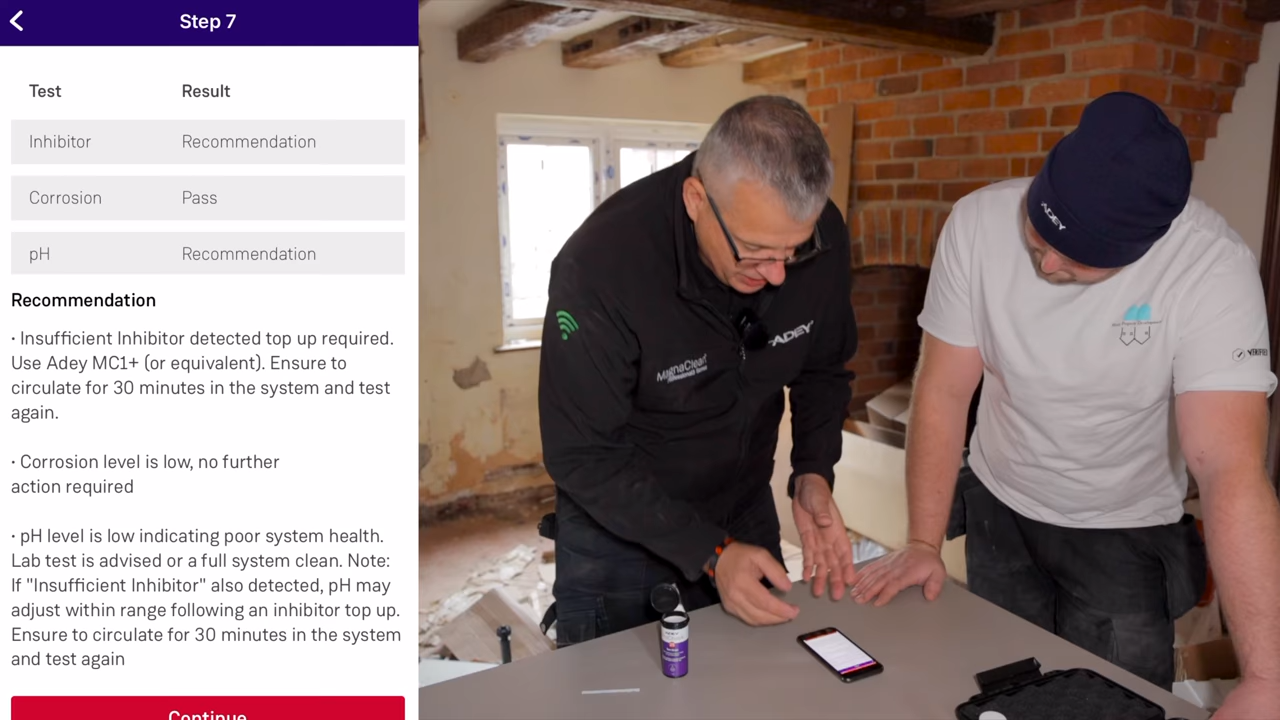 Step 7
Test Result
Inhibitor Recommendation
Corrosion Pass
pH Recommendation
Recommendation
· Insufficient Inhibitor detected top up required.
Use Adey MC1+ (or equivalent). Ensure to
circulate for 30 minutes in the system and test
again.
· Corrosion level is low, no further
action required
· pH level is low indicating poor system health.
Lab test is advised or a full system clean. Note:
If "Insufficient Inhibitor" also detected, pH may
adjust within range following an inhibitor top up.
Ensure to circulate for 30 minutes in the system
and test again
Continue
ADEY
MagnaClean
ADEY